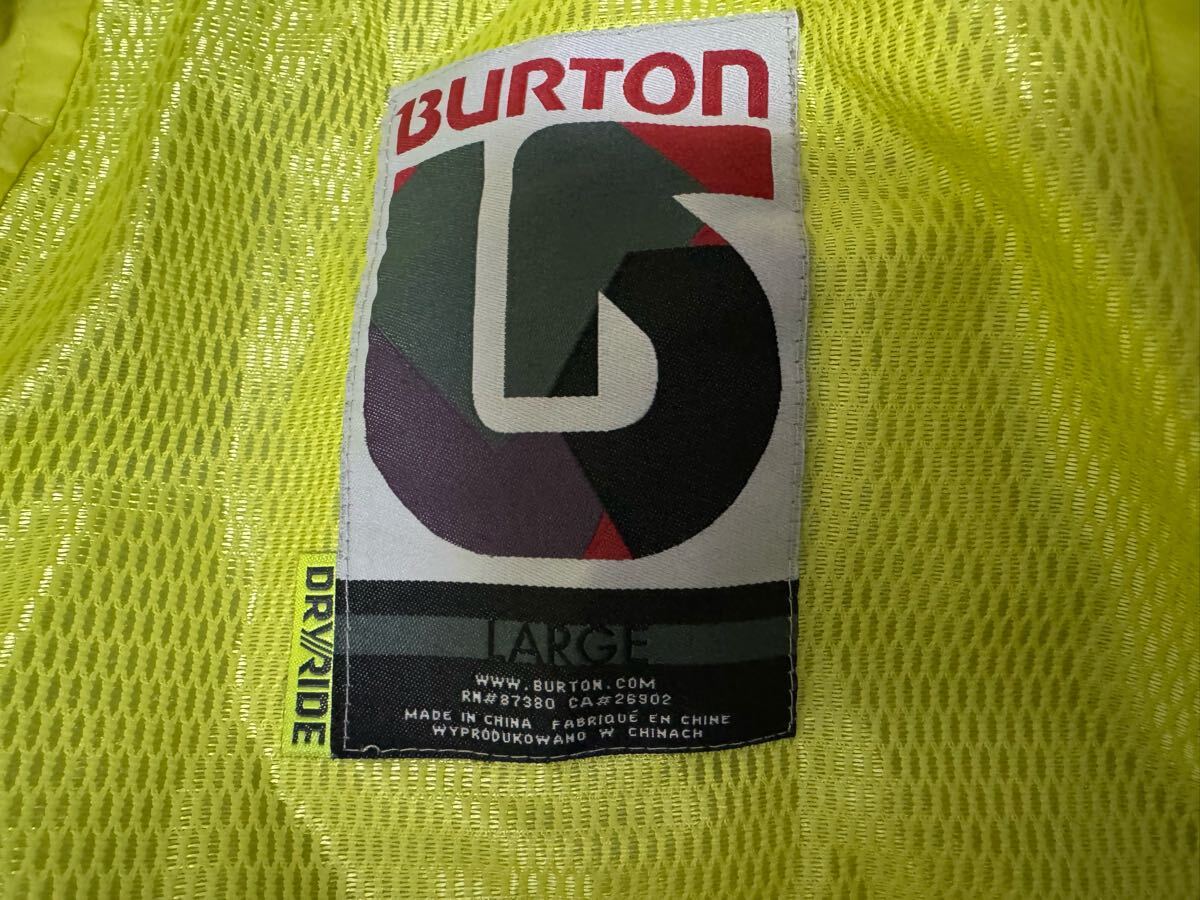 BURTON
LARGE
WWW.BURTON.COM
RN#87380 CA#26902
MADE IN CHINA FABRIQUÉ EN CHINE
WYPRODUKOWANO W CHINACH
DRY//RIDE